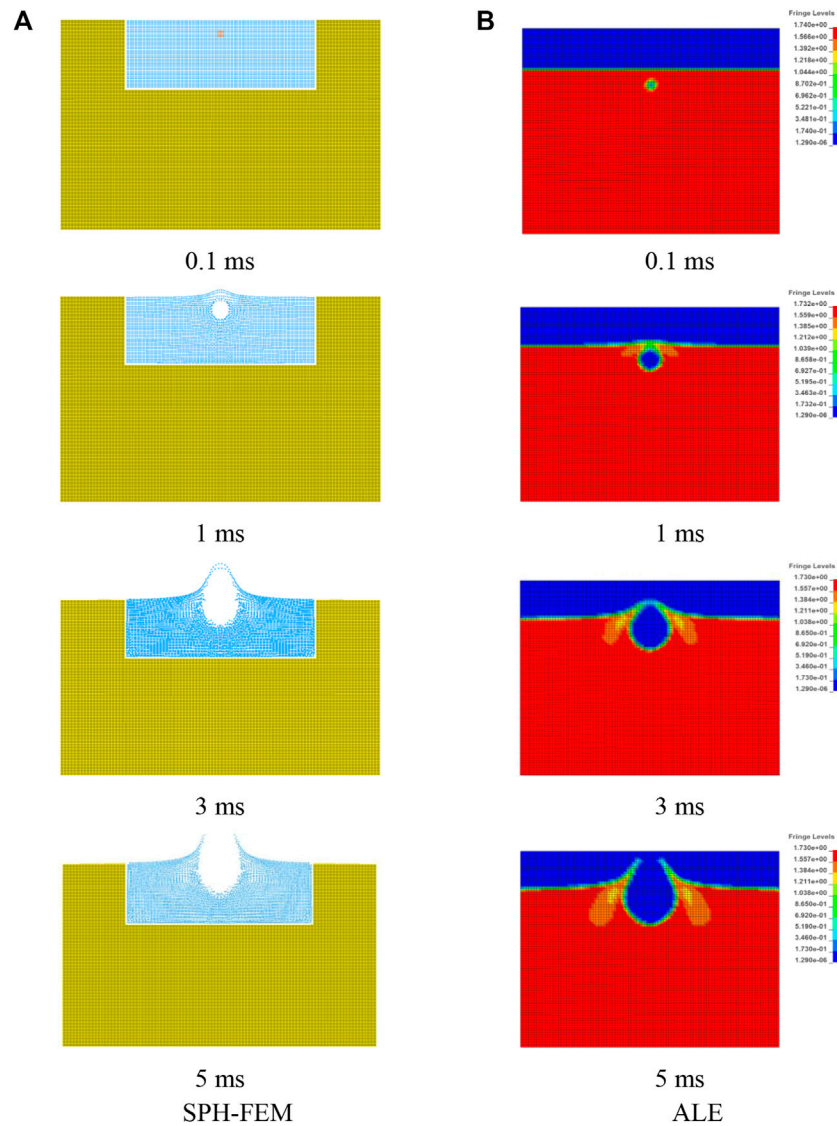 A
B
Fringe Levels
1.740e+00
1.566e+00
1.392e+00
1.218e+00
1.044e+00
8.702e-01
6.962e-01
5.221e-01
3.481e-01
1.740e-01
1.290e-06
0.1 ms
0.1 ms
Fringe Levels
1.732e+00
1.559e+00
1.385e+00
1.212e+00
1.039e+00
8.658e-01
6.927e-01
5.195e-01
3.463e-01
1.732e-01
1.290e-06
1 ms
1 ms
Fringe Levels
1.730e+00
1.557e+00
1.384e+00
1.211e+00
1.038e+00
8.650e-01
6.920e-01
5.190e-01
3.460e-01
1.730e-01
1.290e-06
3 ms
3 ms
Fringe Levels
1.730e+00
1.557e+00
1.384e+00
1.211e+00
1.038e+00
8.650e-01
6.920e-01
5.190e-01
3.460e-01
1.730e-01
1.290e-06
5 ms
5 ms
SPH-FEM
ALE